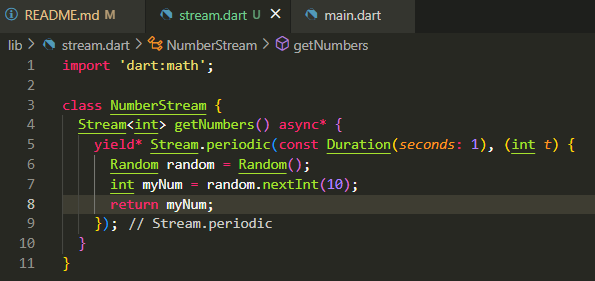 README.md M stream.dart U main.dart
lib > stream.dart > NumberStream > getNumbers
1 import 'dart:math';
2
3 class NumberStream {
4 Stream<int> getNumbers() async* {
5 yield* Stream.periodic(const Duration(seconds: 1), (int t) {
6 Random random = Random();
7 int myNum = random.nextInt(10);
8 return myNum;
9 }); // Stream.periodic
10 }
11 }